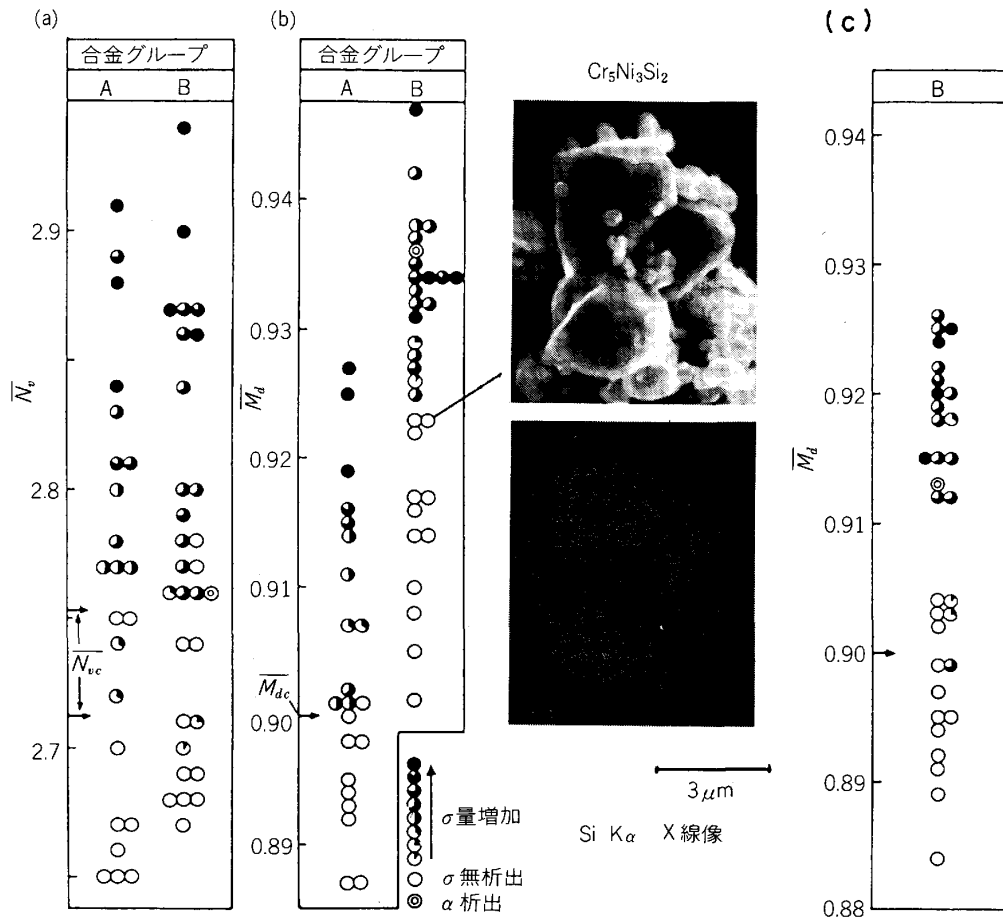 (a)
合金グループ
A B
2.9
2.8
2.7
N̅v
N̅vc
(b)
合金グループ
A B
0.94
0.93
0.92
0.91
0.90
0.89
M̅d
M̅dc
σ量増加
σ 無析出
α 析出
Cr₅Ni₃Si₂
3μm
Si Kα X線像
(c)
B
0.94
0.93
0.92
0.91
0.90
0.89
0.88
M̅d